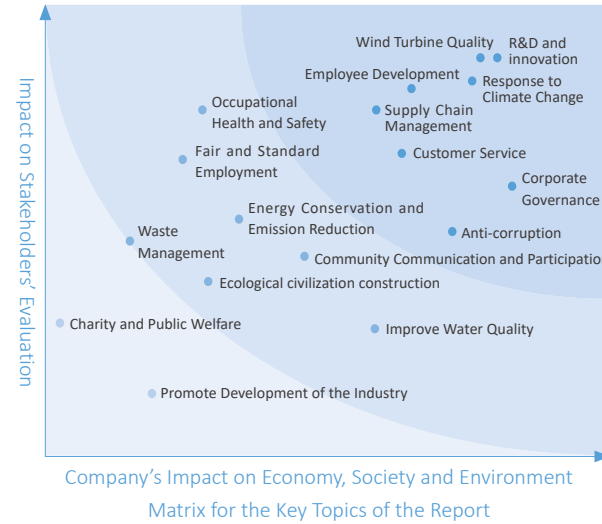 Impact on Stakeholders' Evaluation
Wind Turbine Quality
R&D and
innovation
Employee Development
Response to
Climate Change
Occupational
Health and Safety
Supply Chain
Management
Fair and Standard
Employment
Customer Service
Corporate
Governance
Energy Conservation and
Emission Reduction
Waste
Management
Anti-corruption
Community Communication and Participation
Ecological civilization construction
Charity and Public Welfare
Improve Water Quality
Promote Development of the Industry
Company's Impact on Economy, Society and Environment
Matrix for the Key Topics of the Report